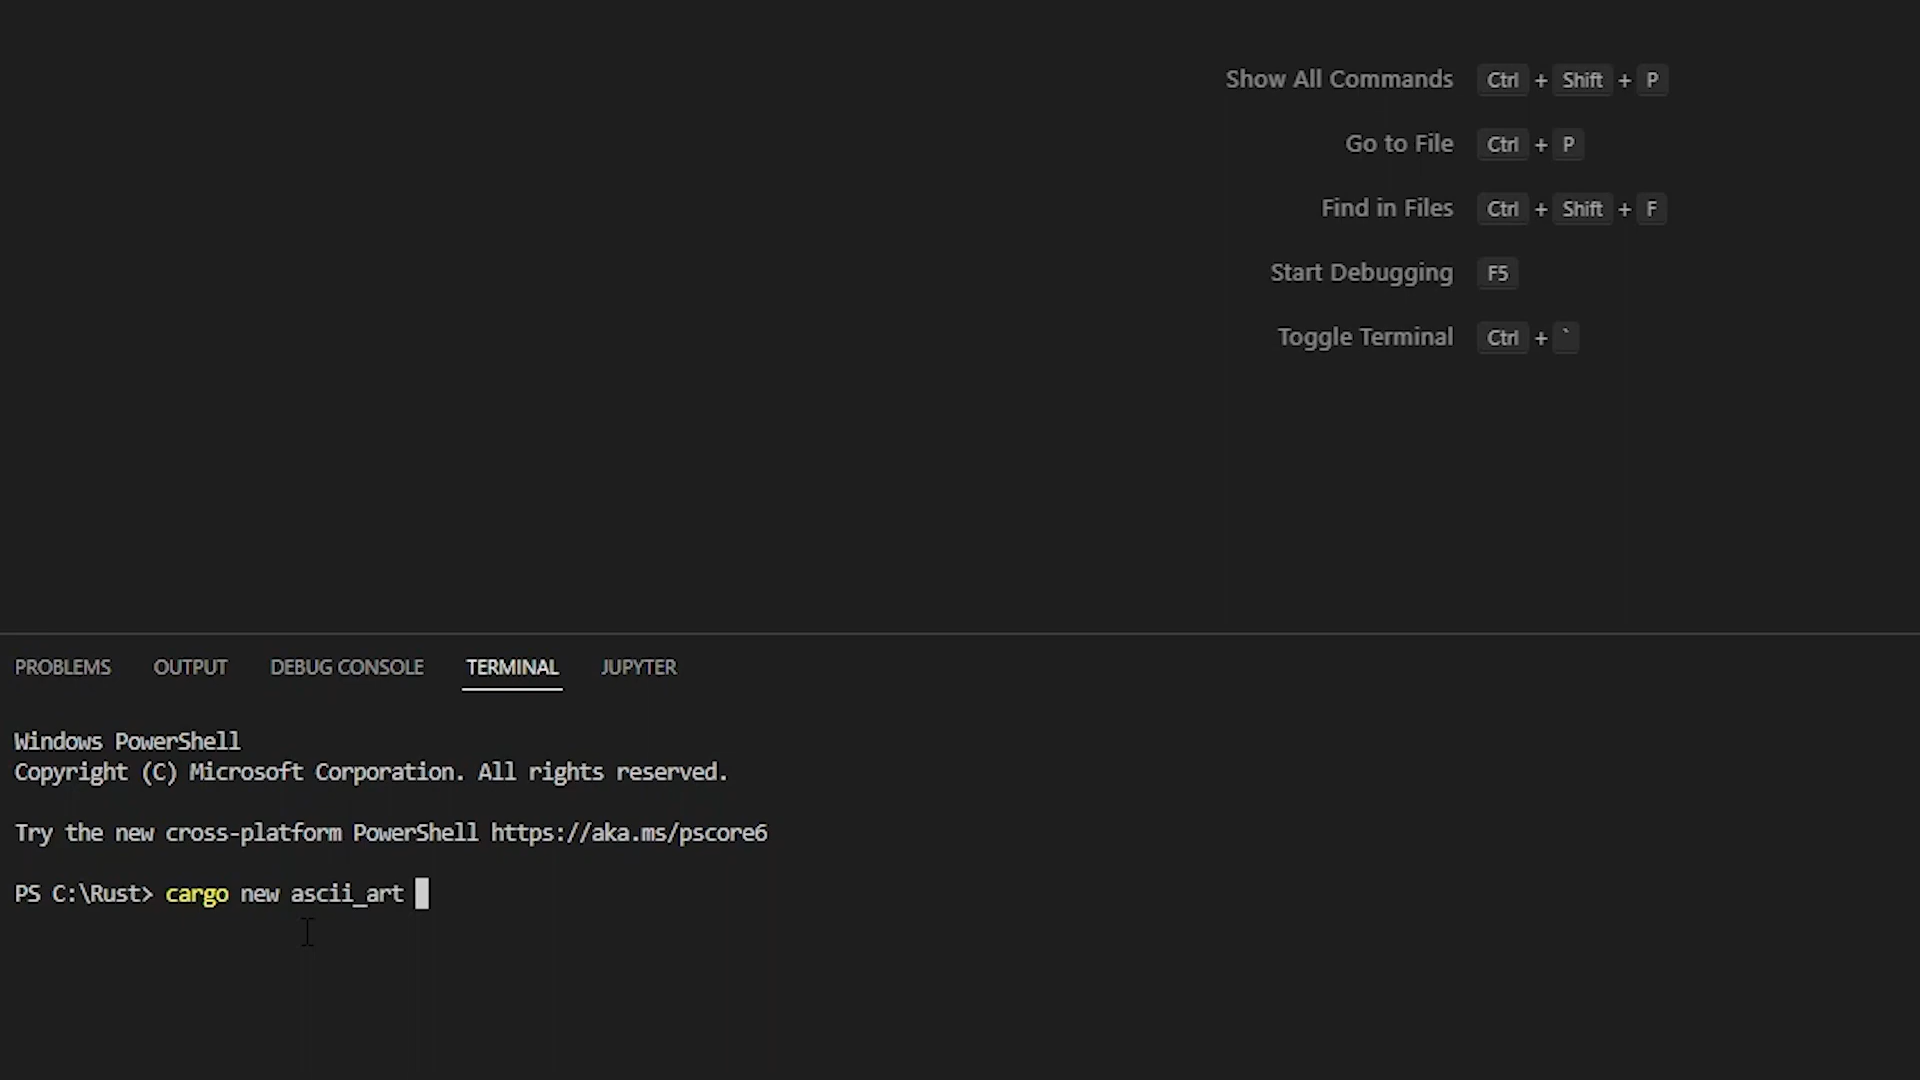 Show All Commands Ctrl + Shift + P
Go to File Ctrl + P
Find in Files Ctrl + Shift + F
Start Debugging F5
Toggle Terminal Ctrl + `
PROBLEMS OUTPUT DEBUG CONSOLE TERMINAL JUPYTER
Windows PowerShell
Copyright (C) Microsoft Corporation. All rights reserved.
Try the new cross-platform PowerShell https://aka.ms/pscore6
PS C:\Rust> cargo new ascii_art